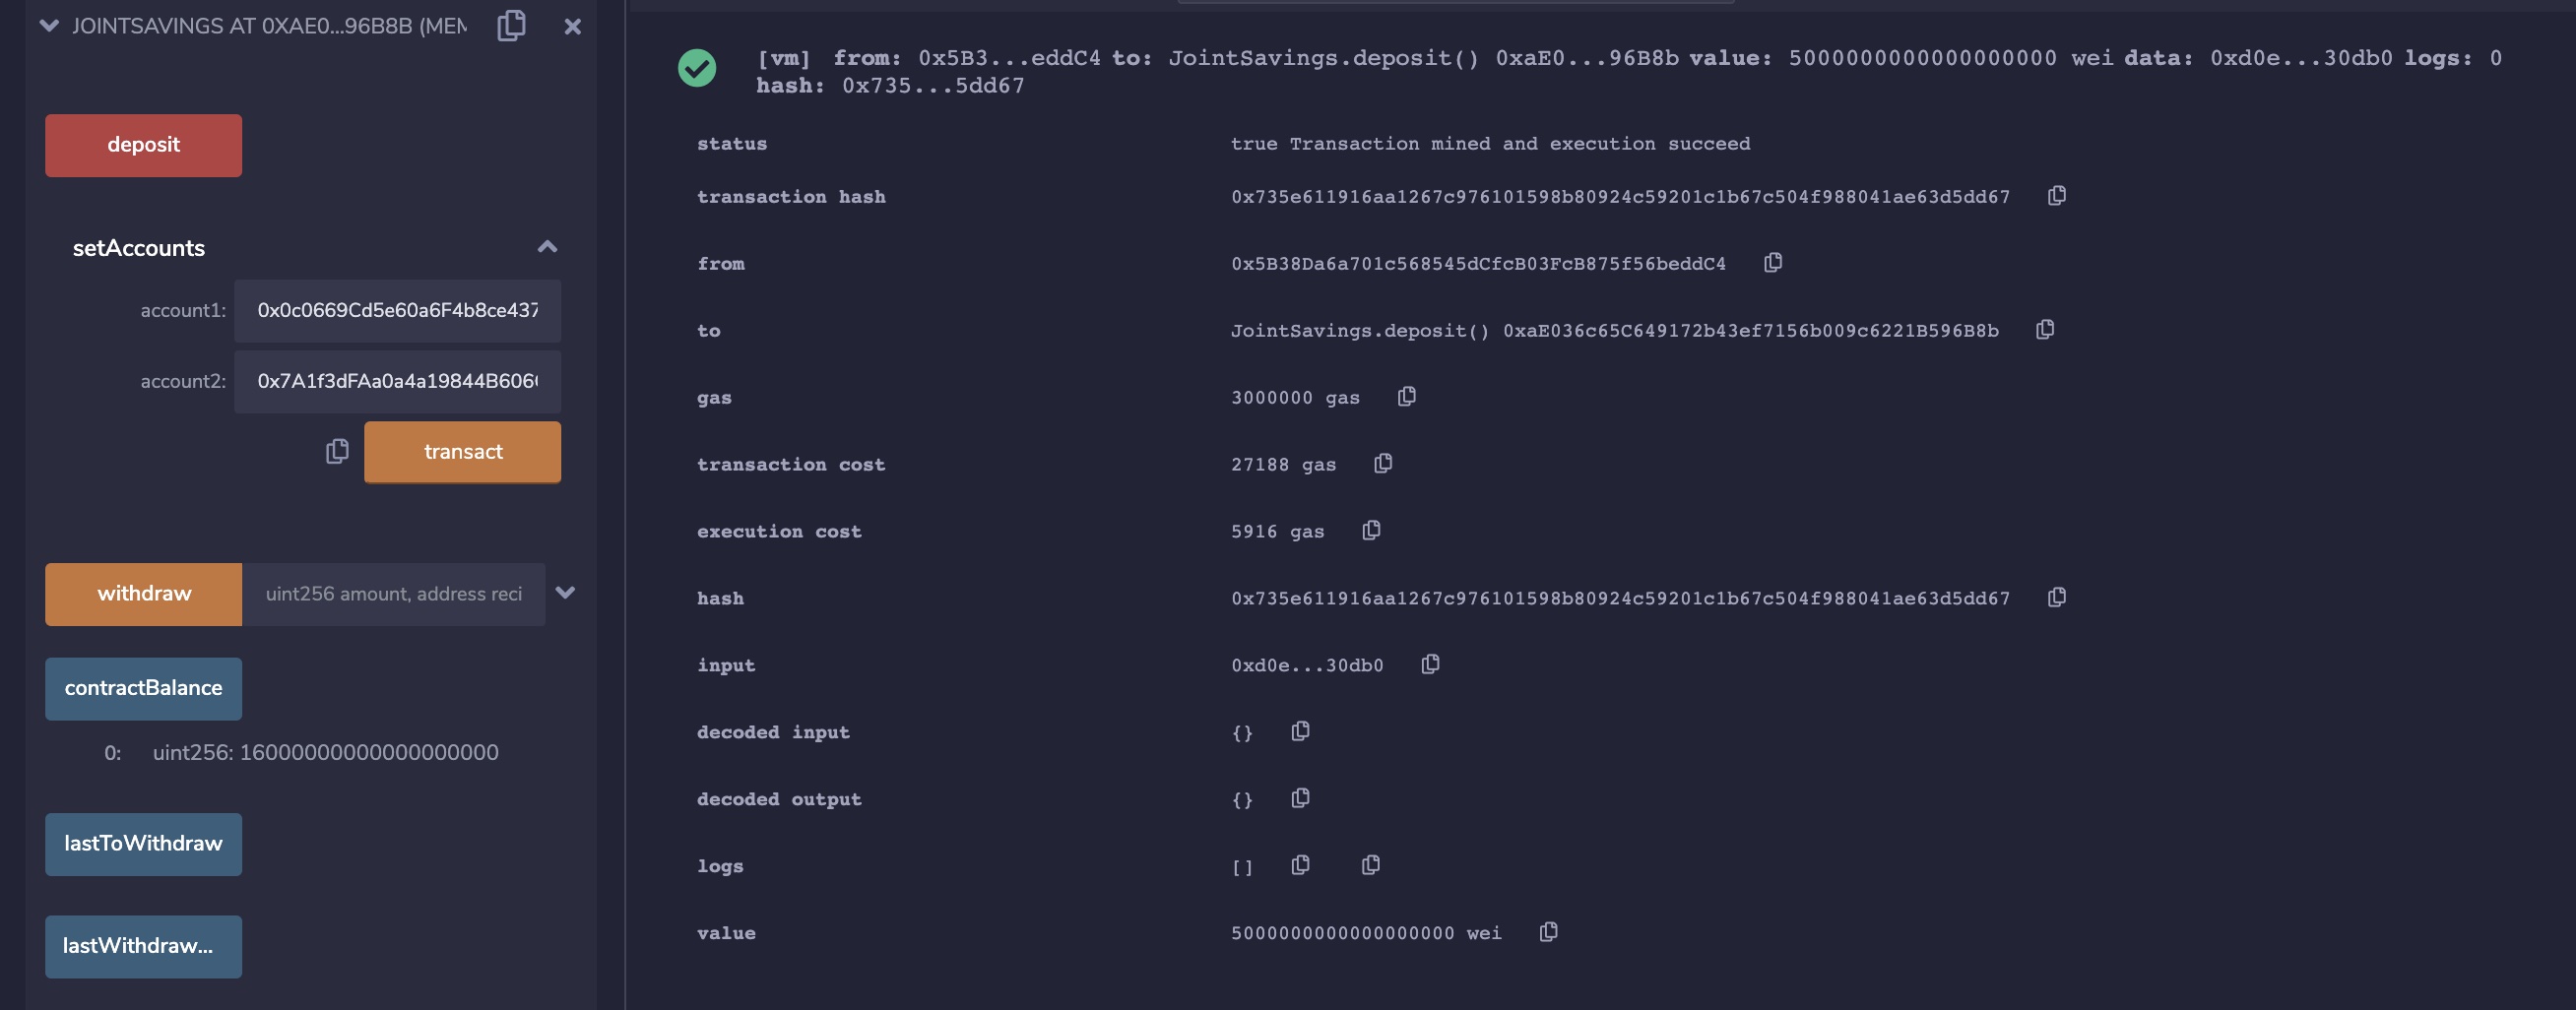 JOINTSAVINGS AT 0XAE0...96B8B (MEM
deposit
setAccounts
account1: 0x0c0669Cd5e60a6F4b8ce437
account2: 0x7A1f3dFAa0a4a19844B606
transact
withdraw uint256 amount, address reci
contractBalance
0: uint256: 16000000000000000000
lastToWithdraw
lastWithdraw...
[vm] from: 0x5B3...eddC4 to: JointSavings.deposit() 0xaE0...96B8b value: 5000000000000000000 wei data: 0xd0e...30db0 logs: 0
hash: 0x735...5dd67
status true Transaction mined and execution succeed
transaction hash 0x735e611916aa1267c976101598b80924c59201c1b67c504f988041ae63d5dd67
from 0x5B38Da6a701c568545dCfcB03FcB875f56beddC4
to JointSavings.deposit() 0xaE036c65C649172b43ef7156b009c6221B596B8b
gas 3000000 gas
transaction cost 27188 gas
execution cost 5916 gas
hash 0x735e611916aa1267c976101598b80924c59201c1b67c504f988041ae63d5dd67
input 0xd0e...30db0
decoded input {}
decoded output {}
logs []
value 5000000000000000000 wei